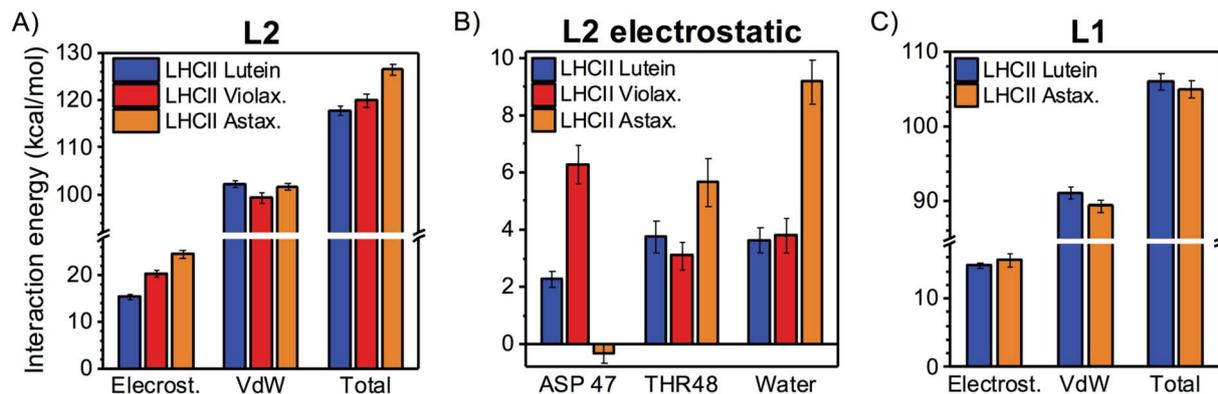 A)
L2
Interaction energy (kcal/mol)
130
120
110
100
20
10
0
LHCII Lutein
LHCII Violax.
LHCII Astax.
Elecrost.
VdW
Total
B)
L2 electrostatic
10
8
6
4
2
0
LHCII Lutein
LHCII Violax.
LHCII Astax.
ASP 47
THR48
Water
C)
L1
110
100
90
10
0
LHCII Lutein
LHCII Astax.
Electrost.
VdW
Total